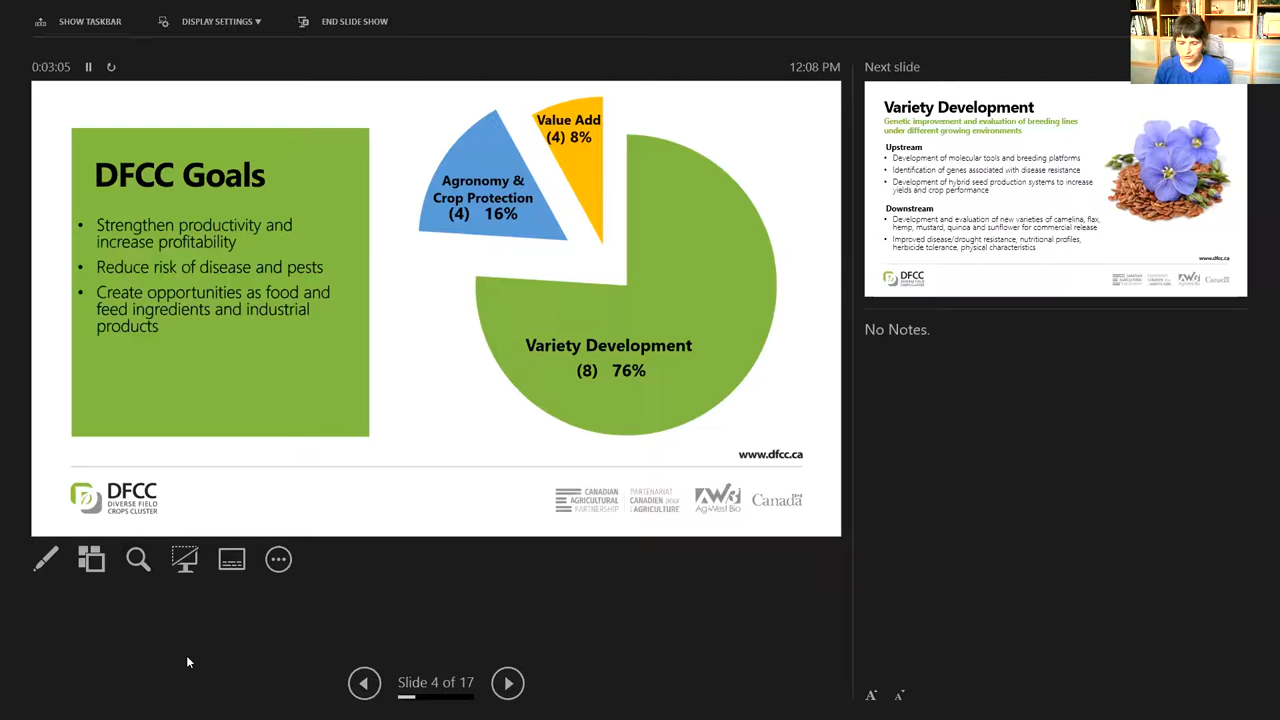 SHOW TASKBAR
DISPLAY SETTINGS ▼
END SLIDE SHOW
0:03:05
12:08 PM
DFCC Goals
• Strengthen productivity and
increase profitability
• Reduce risk of disease and pests
• Create opportunities as food and
feed ingredients and industrial
products
Value Add
(4) 8%
Agronomy &
Crop Protection
(4) 16%
Variety Development
(8) 76%
www.dfcc.ca
DFCC
DIVERSE FIELD
CROPS CLUSTER
CANADIAN
AGRICULTURAL
PARTNERSHIP
PARTENARIAT
CANADIEN pour
l'AGRICULTURE
Ag-West Bio
Canada
Slide 4 of 17
Next slide
Variety Development
Genetic improvement and evaluation of breeding lines
under different growing environments
Upstream
• Development of molecular tools and breeding platforms
• Identification of genes associated with disease resistance
• Development of hybrid seed production systems to increase
yields and crop performance
Downstream
• Development and evaluation of new varieties of camelina, flax,
hemp, mustard, quinoa and sunflower for commercial release
• Improved disease/drought resistance, nutritional profiles,
herbicide tolerance, physical characteristics
www.dfcc.ca
DFCC
Canada
No Notes.
A A